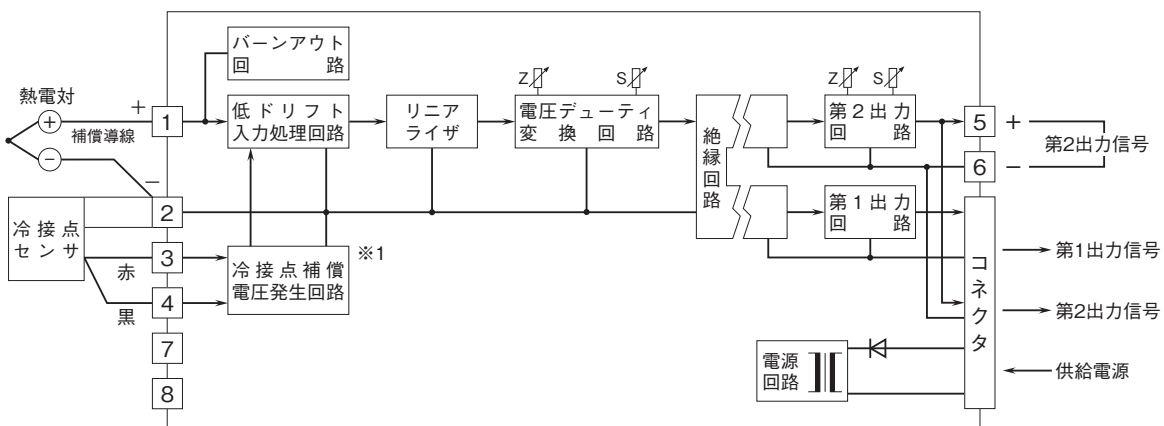 バーンアウト
回路
熱電対
+
+
補償導線
−
−
1
低ドリフト
入力処理回路
リニア
ライザ
Z
S
電圧デューティ
変換回路
絶縁回路
Z
S
第2出力
回路
5
+
6
−
第2出力信号
2
冷接点
センサ
3
赤
4
黒
冷接点補償
電圧発生回路
※1
第1出力
回路
コネクタ
第1出力信号
第2出力信号
供給電源
電源
回路
7
8